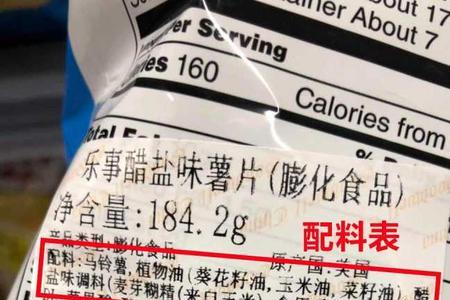 About 17
ainer About 7
er Serving
es 160
Calories from
Total Fa
% D
乐事醋盐味薯片(膨化食品)
净含量:184.2g
配料表
产品类型:膨化食品 原产国:美国
配料:马铃薯,植物油(葵花籽油,玉米油,菜籽油)醋
盐味调料(麦芽糊精(来自玉米)